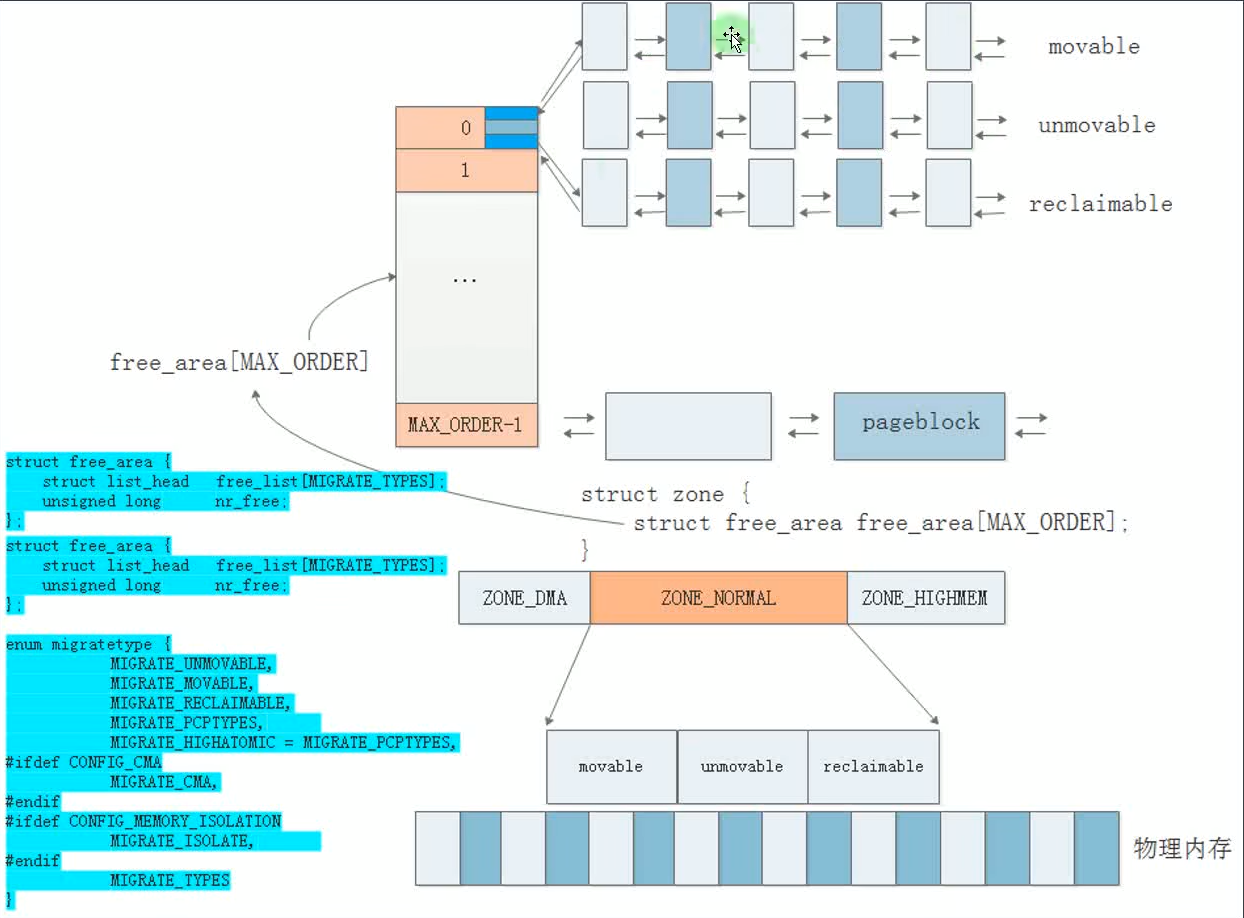 movable
unmovable
reclaimable
0
1
...
MAX_ORDER-1
free_area[MAX_ORDER]
pageblock
struct zone {
struct free_area free_area[MAX_ORDER];
}
struct free_area {
struct list_head free_list[MIGRATE_TYPES];
unsigned long nr_free;
};
struct free_area {
struct list_head free_list[MIGRATE_TYPES];
unsigned long nr_free;
};
enum migratetype {
MIGRATE_UNMOVABLE,
MIGRATE_MOVABLE,
MIGRATE_RECLAIMABLE,
MIGRATE_PCPTYPES,
MIGRATE_HIGHATOMIC = MIGRATE_PCPTYPES,
#ifdef CONFIG_CMA
MIGRATE_CMA,
#endif
#ifdef CONFIG_MEMORY_ISOLATION
MIGRATE_ISOLATE,
#endif
MIGRATE_TYPES
}
ZONE_DMA ZONE_NORMAL ZONE_HIGHMEM
movable unmovable reclaimable
物理内存